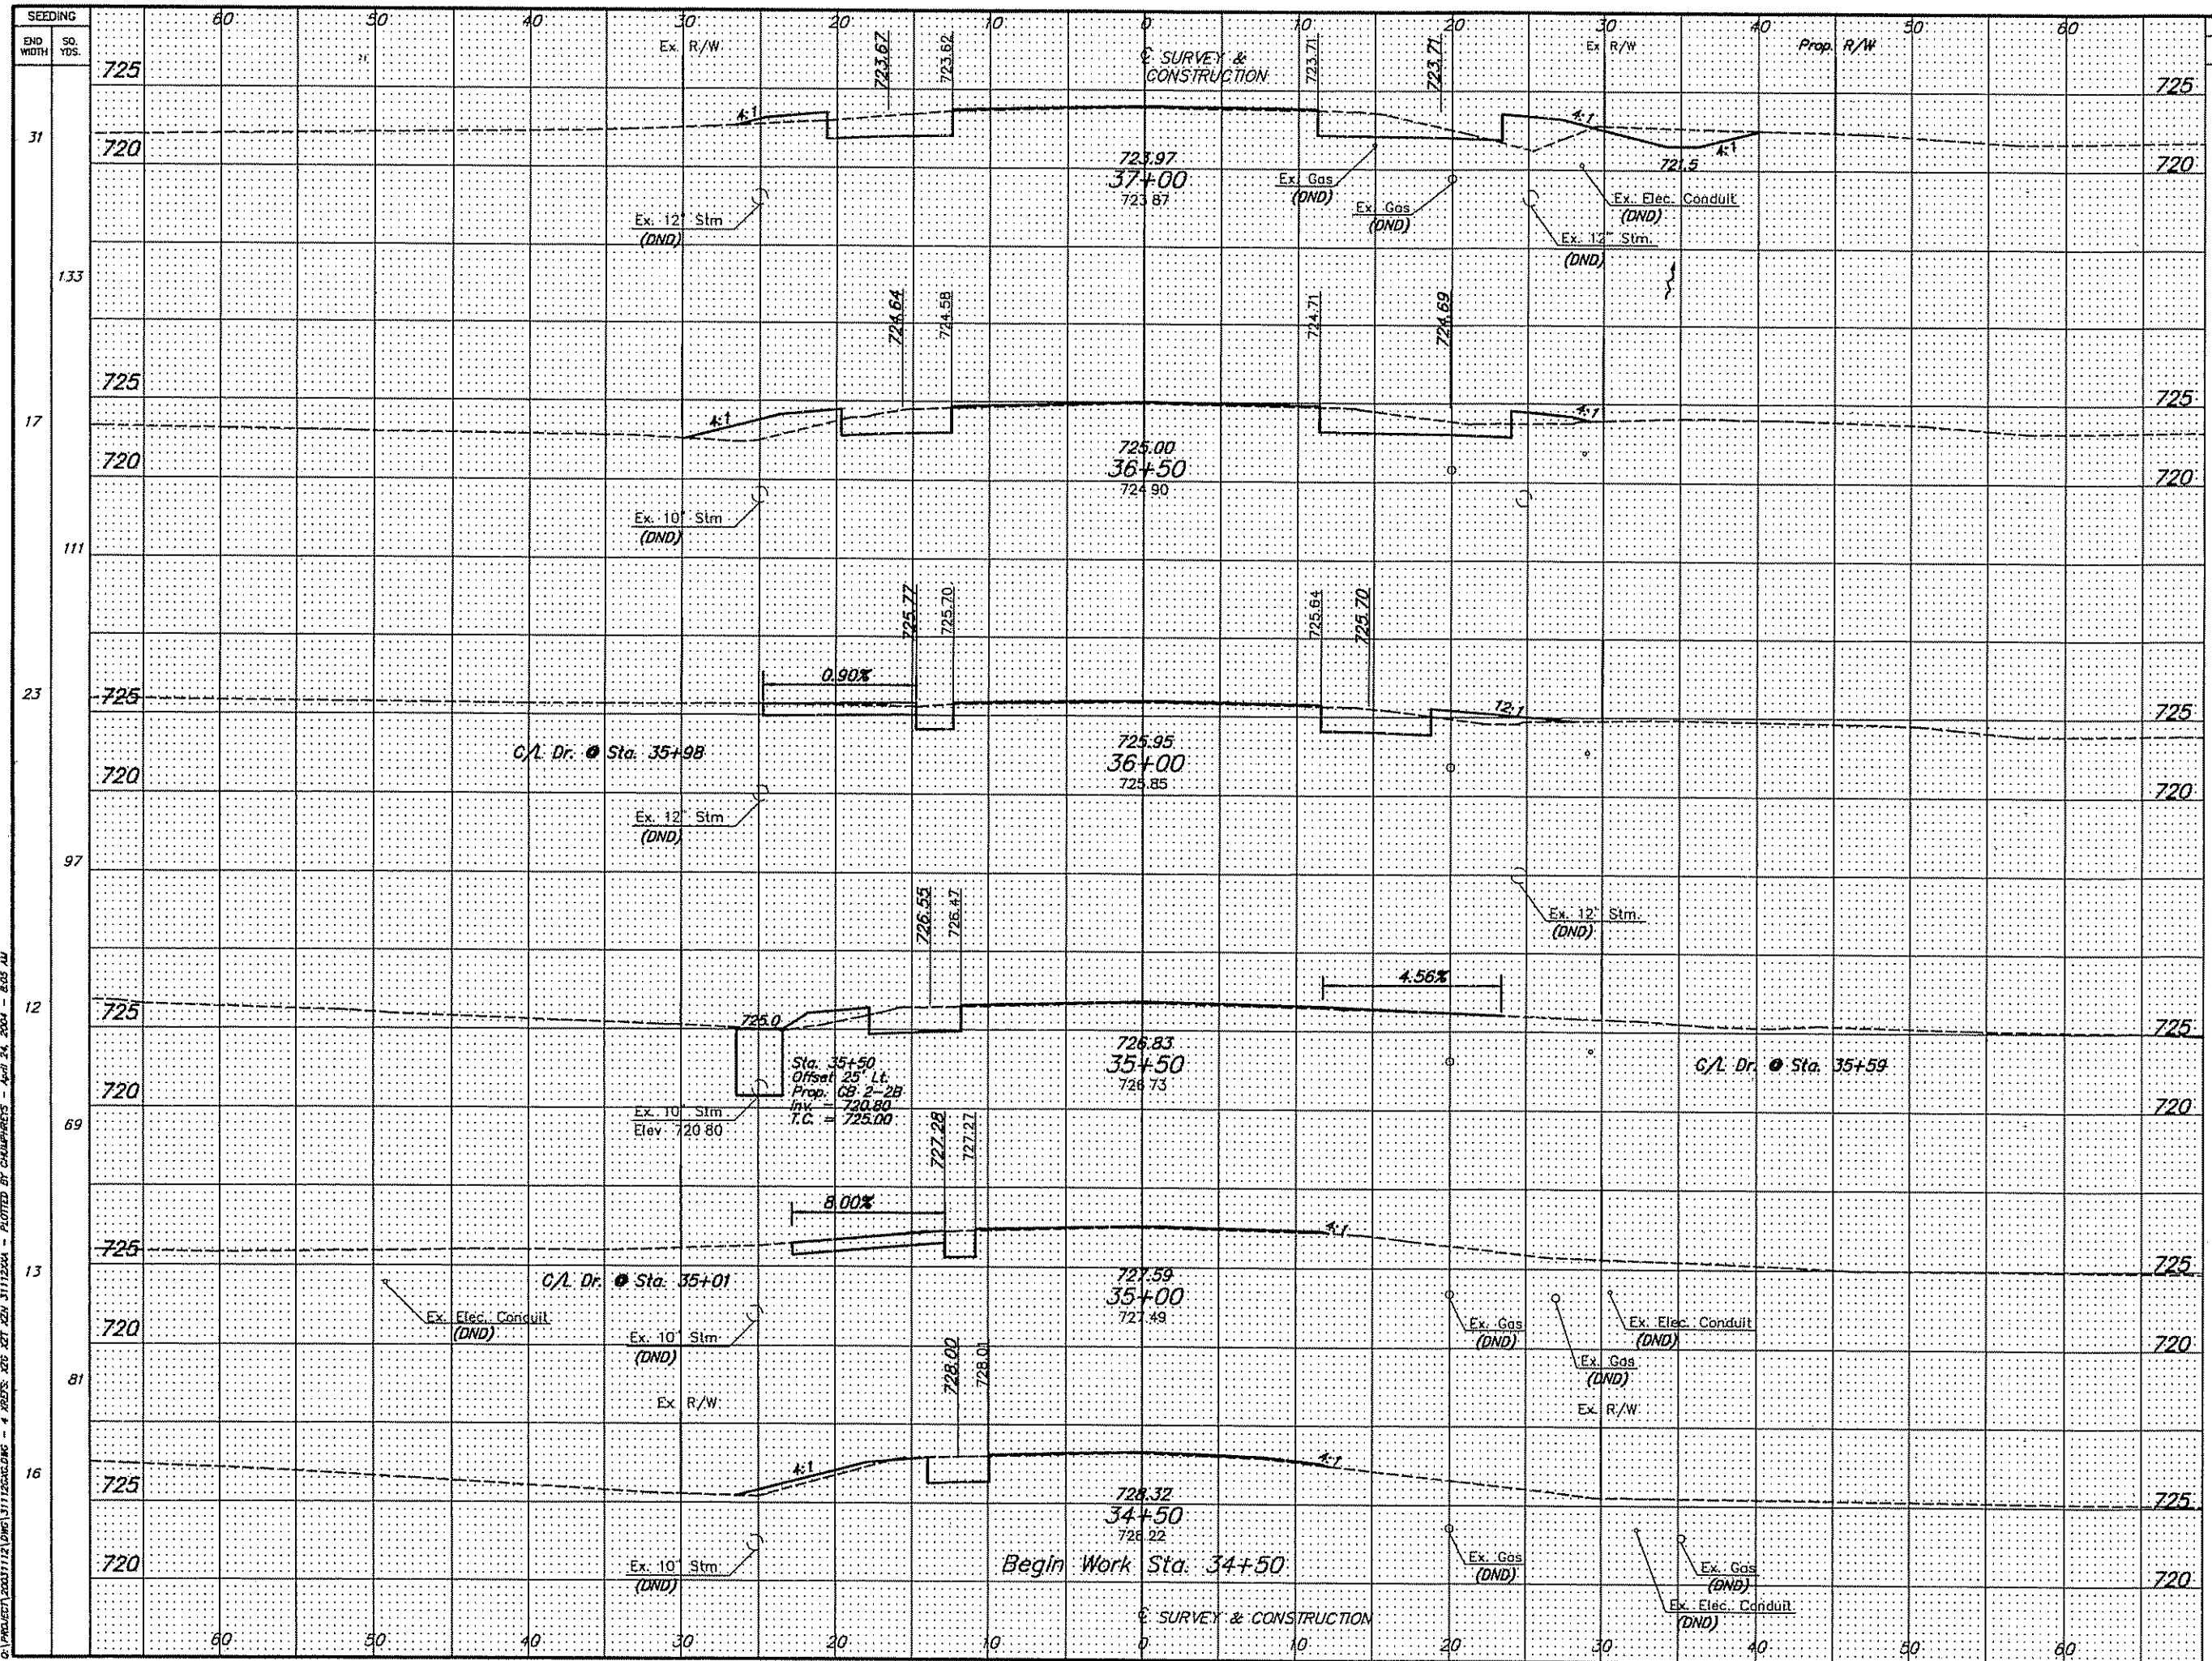 SEEDING
END WIDTH
SQ. YDS.
60 50 40 30 20 10 0 10 20 30 40 50 60
Ex. R/W
723.67
723.62
℄ SURVEY &
CONSTRUCTION
723.71
723.71
Ex R/W
Prop. R/W
725
725
4:1
4:1
31
720
721.5
4:1
720
723.97
37+00
723.87
Ex. Gas
(DND)
Ex. Gas
(DND)
Ex. Elec. Conduit
(DND)
Ex. 12" Stm
(DND)
Ex. 12" Stm.
(DND)
133
724.64
724.58
724.71
724.69
725
725
4:1
4:1
17
720
720
725.00
36+50
724.90
Ex. 10" Stm
(DND)
111
725.77
725.70
725.64
725.70
0.90%
23
725
12:1
725
C/L Dr. @ Sta. 35+98
725.95
36+00
725.85
720
720
Ex. 12" Stm
(DND)
97
726.55
726.47
Ex. 12" Stm.
(DND)
4.56%
12
725
725.0
725
726.83
35+50
726.73
C/L Dr. @ Sta. 35+59
Sta. 35+50
Offset 25' Lt.
Prop. CB 2-2B
Inv. = 720.80
T.C. = 725.00
720
720
Ex. 10" Stm
Elev 720.80
69
727.28
727.27
8.00%
4:1
725
725
13
C/L Dr. @ Sta. 35+01
727.59
35+00
727.49
Ex. Elec. Conduit
(DND)
720
Ex. 10" Stm
(DND)
Ex. Gas
(DND)
Ex. Elec. Conduit
(DND)
720
Ex. Gas
(DND)
81
728.00
728.01
Ex R/W
Ex. R/W
16
4:1
4:1
725
725
728.32
34+50
728.22
Begin Work Sta. 34+50
720
720
Ex. 10" Stm
(DND)
Ex. Gas
(DND)
Ex. Gas
(DND)
Ex. Elec. Conduit
(DND)
℄ SURVEY & CONSTRUCTION
60 50 40 30 20 10 0 10 20 30 40 50 60
PLOTTED BY CHUMPHREYS - April 24, 2004 - 8:05 AM